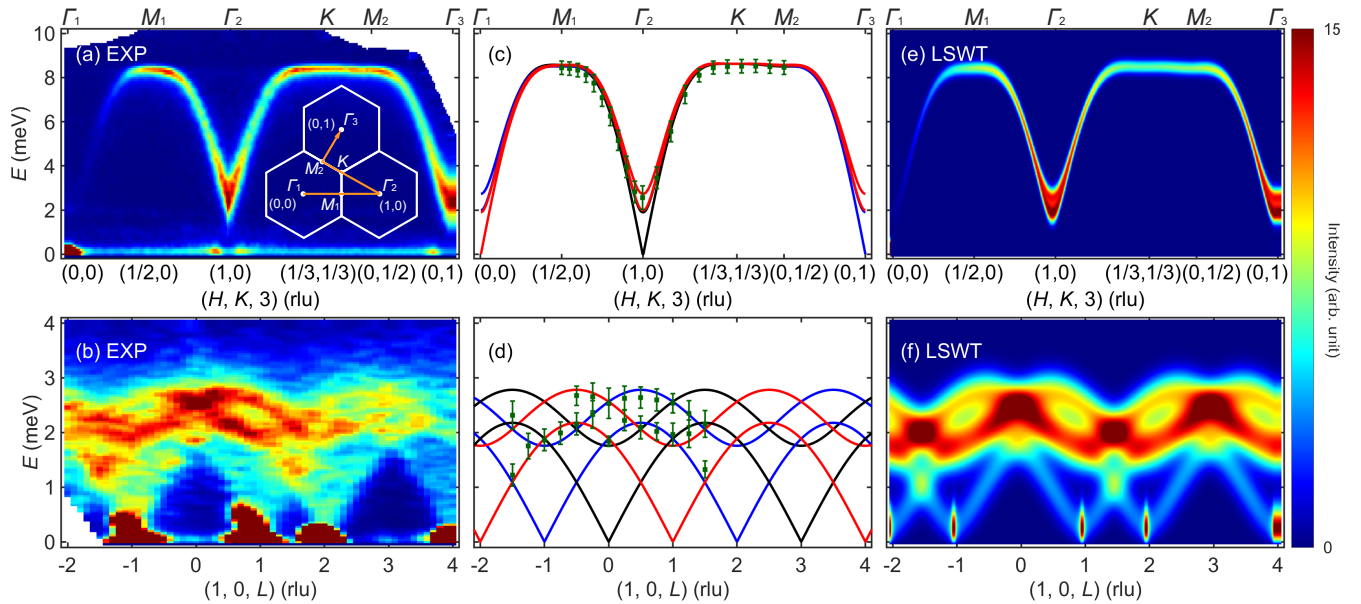 Γ1 M1 Γ2 K M2 Γ3
Γ1 M1 Γ2 K M2 Γ3
Γ1 M1 Γ2 K M2 Γ3
(a) EXP
(c)
(e) LSWT
10
8
6
4
2
0
E (meV)
(0,1) Γ3
M2 K
Γ1 Γ2
(0,0) M1 (1,0)
(0,0) (1/2,0) (1,0) (1/3,1/3) (0,1/2) (0,1)
(0,0) (1/2,0) (1,0) (1/3,1/3) (0,1/2) (0,1)
(0,0) (1/2,0) (1,0) (1/3,1/3) (0,1/2) (0,1)
(H, K, 3) (rlu)
(H, K, 3) (rlu)
(H, K, 3) (rlu)
15
Intensity (arb. unit)
0
(b) EXP
(d)
(f) LSWT
4
3
2
1
0
E (meV)
-2 -1 0 1 2 3 4
-2 -1 0 1 2 3 4
-2 -1 0 1 2 3 4
(1, 0, L) (rlu)
(1, 0, L) (rlu)
(1, 0, L) (rlu)